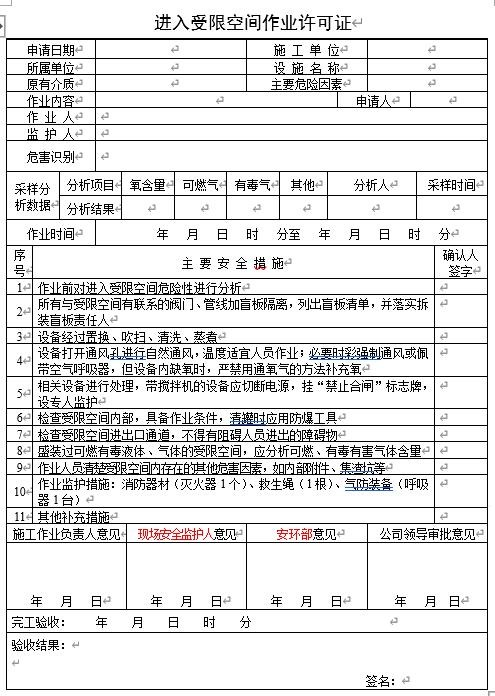 进入受限空间作业许可证
申请日期 施 工 单 位
所属单位 设 施 名 称
原有介质 主要危险因素
作业内容 申请人
作 业 人
监 护 人
危害识别
采样分析数据 分析项目 氧含量 可燃气 有毒气 其他 分析人 采样时间
分析结果
作业时间 年 月 日 时 分至 年 月 日 时 分
序号 主 要 安 全 措 施 确认人签字
1 作业前对进入受限空间危险性进行分析
2 所有与受限空间有联系的阀门、管线加盲板隔离，列出盲板清单，并落实拆
装盲板责任人
3 设备经过置换、吹扫、清洗、蒸煮
4 设备打开通风孔进行自然通风，温度适宜人员作业；必要时彩强制通风或佩
带空气呼吸器，但设备内缺氧时，严禁用通氧气的方法补充氧
5 相关设备进行处理，带搅拌机的设备应切断电源，挂“禁止合闸”标志牌，
设专人监护
6 检查受限空间内部，具备作业条件，清罐时应用防爆工具
7 检查受限空间进出口通道，不得有阻碍人员进出的障碍物
8 盛装过可燃有毒液体、气体的受限空间，应分析可燃、有毒有害气体含量
9 作业人员清楚受限空间内存在的其他危害因素，如内部附件、集渣坑等
10 作业监护措施：消防器材（灭火器 1 个）、救生绳（1 根）、气防装备（呼吸
器 1 台）
11 其他补充措施
施工作业负责人意见 现场安全监护人意见 安环部意见 公司领导审批意见
年 月 日 年 月 日 年 月 日 年 月 日
完工验收： 年 月 日 时 分
验收结果：
签名：